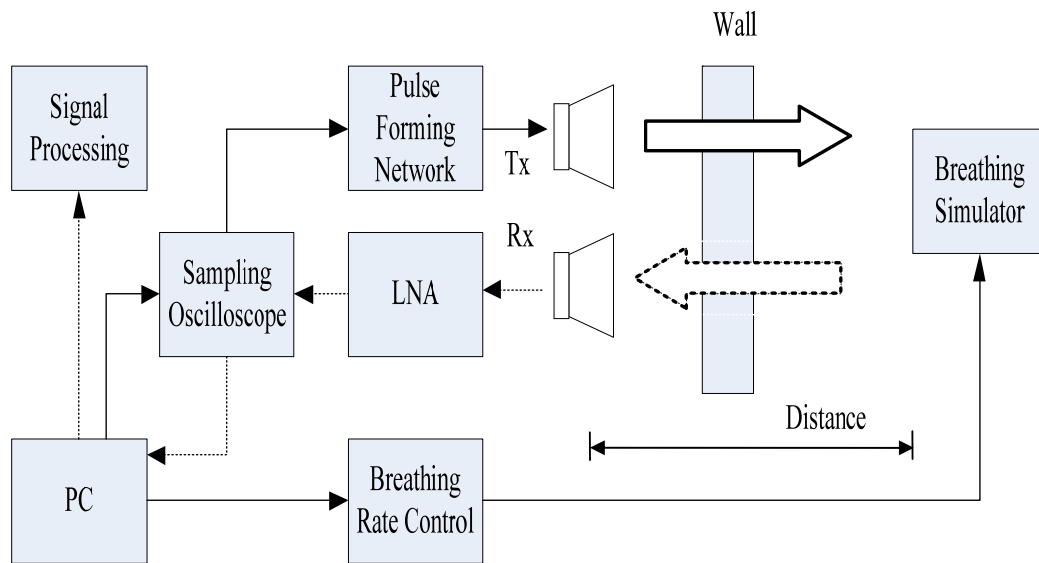 Wall
Signal
Processing
Pulse
Forming
Network
Tx
Breathing
Simulator
Rx
Sampling
Oscilloscope
LNA
Distance
PC
Breathing
Rate Control